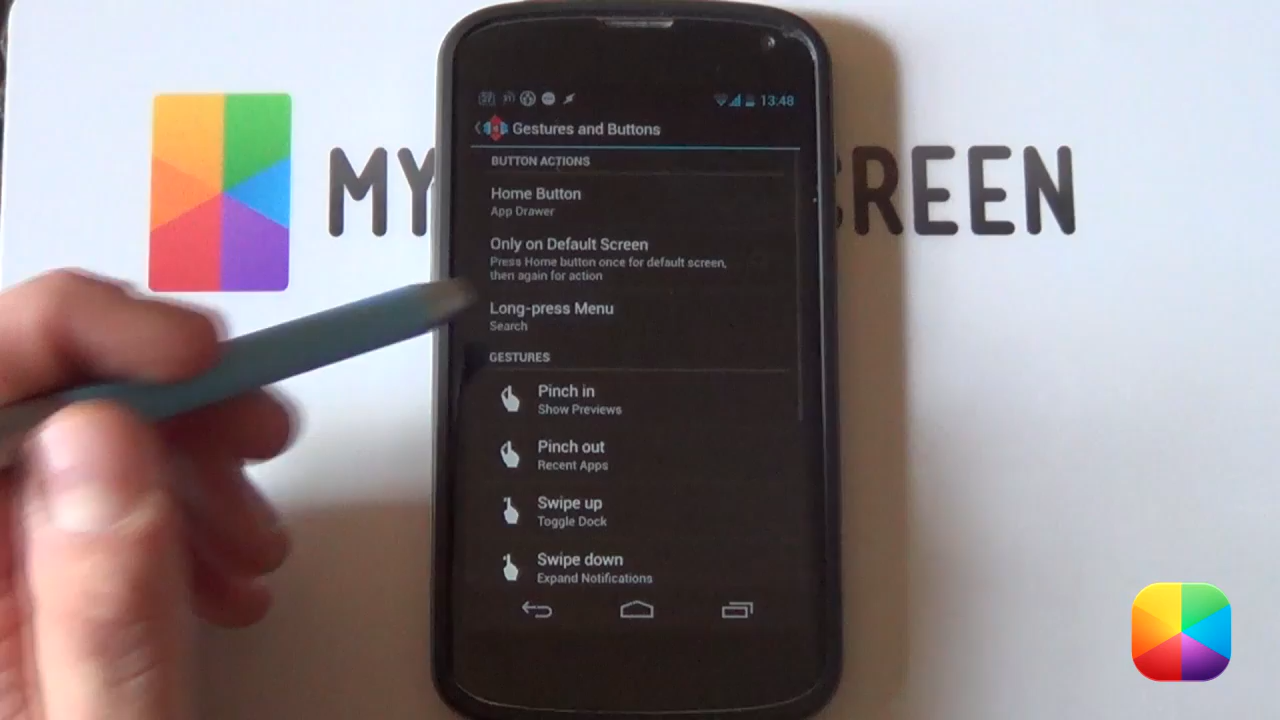 MY
CREEN
13:48
Gestures and Buttons
BUTTON ACTIONS
Home Button
App Drawer
Only on Default Screen
Press Home button once for default screen,
then again for action
Long-press Menu
Search
GESTURES
Pinch in
Show Previews
Pinch out
Recent Apps
Swipe up
Toggle Dock
Swipe down
Expand Notifications